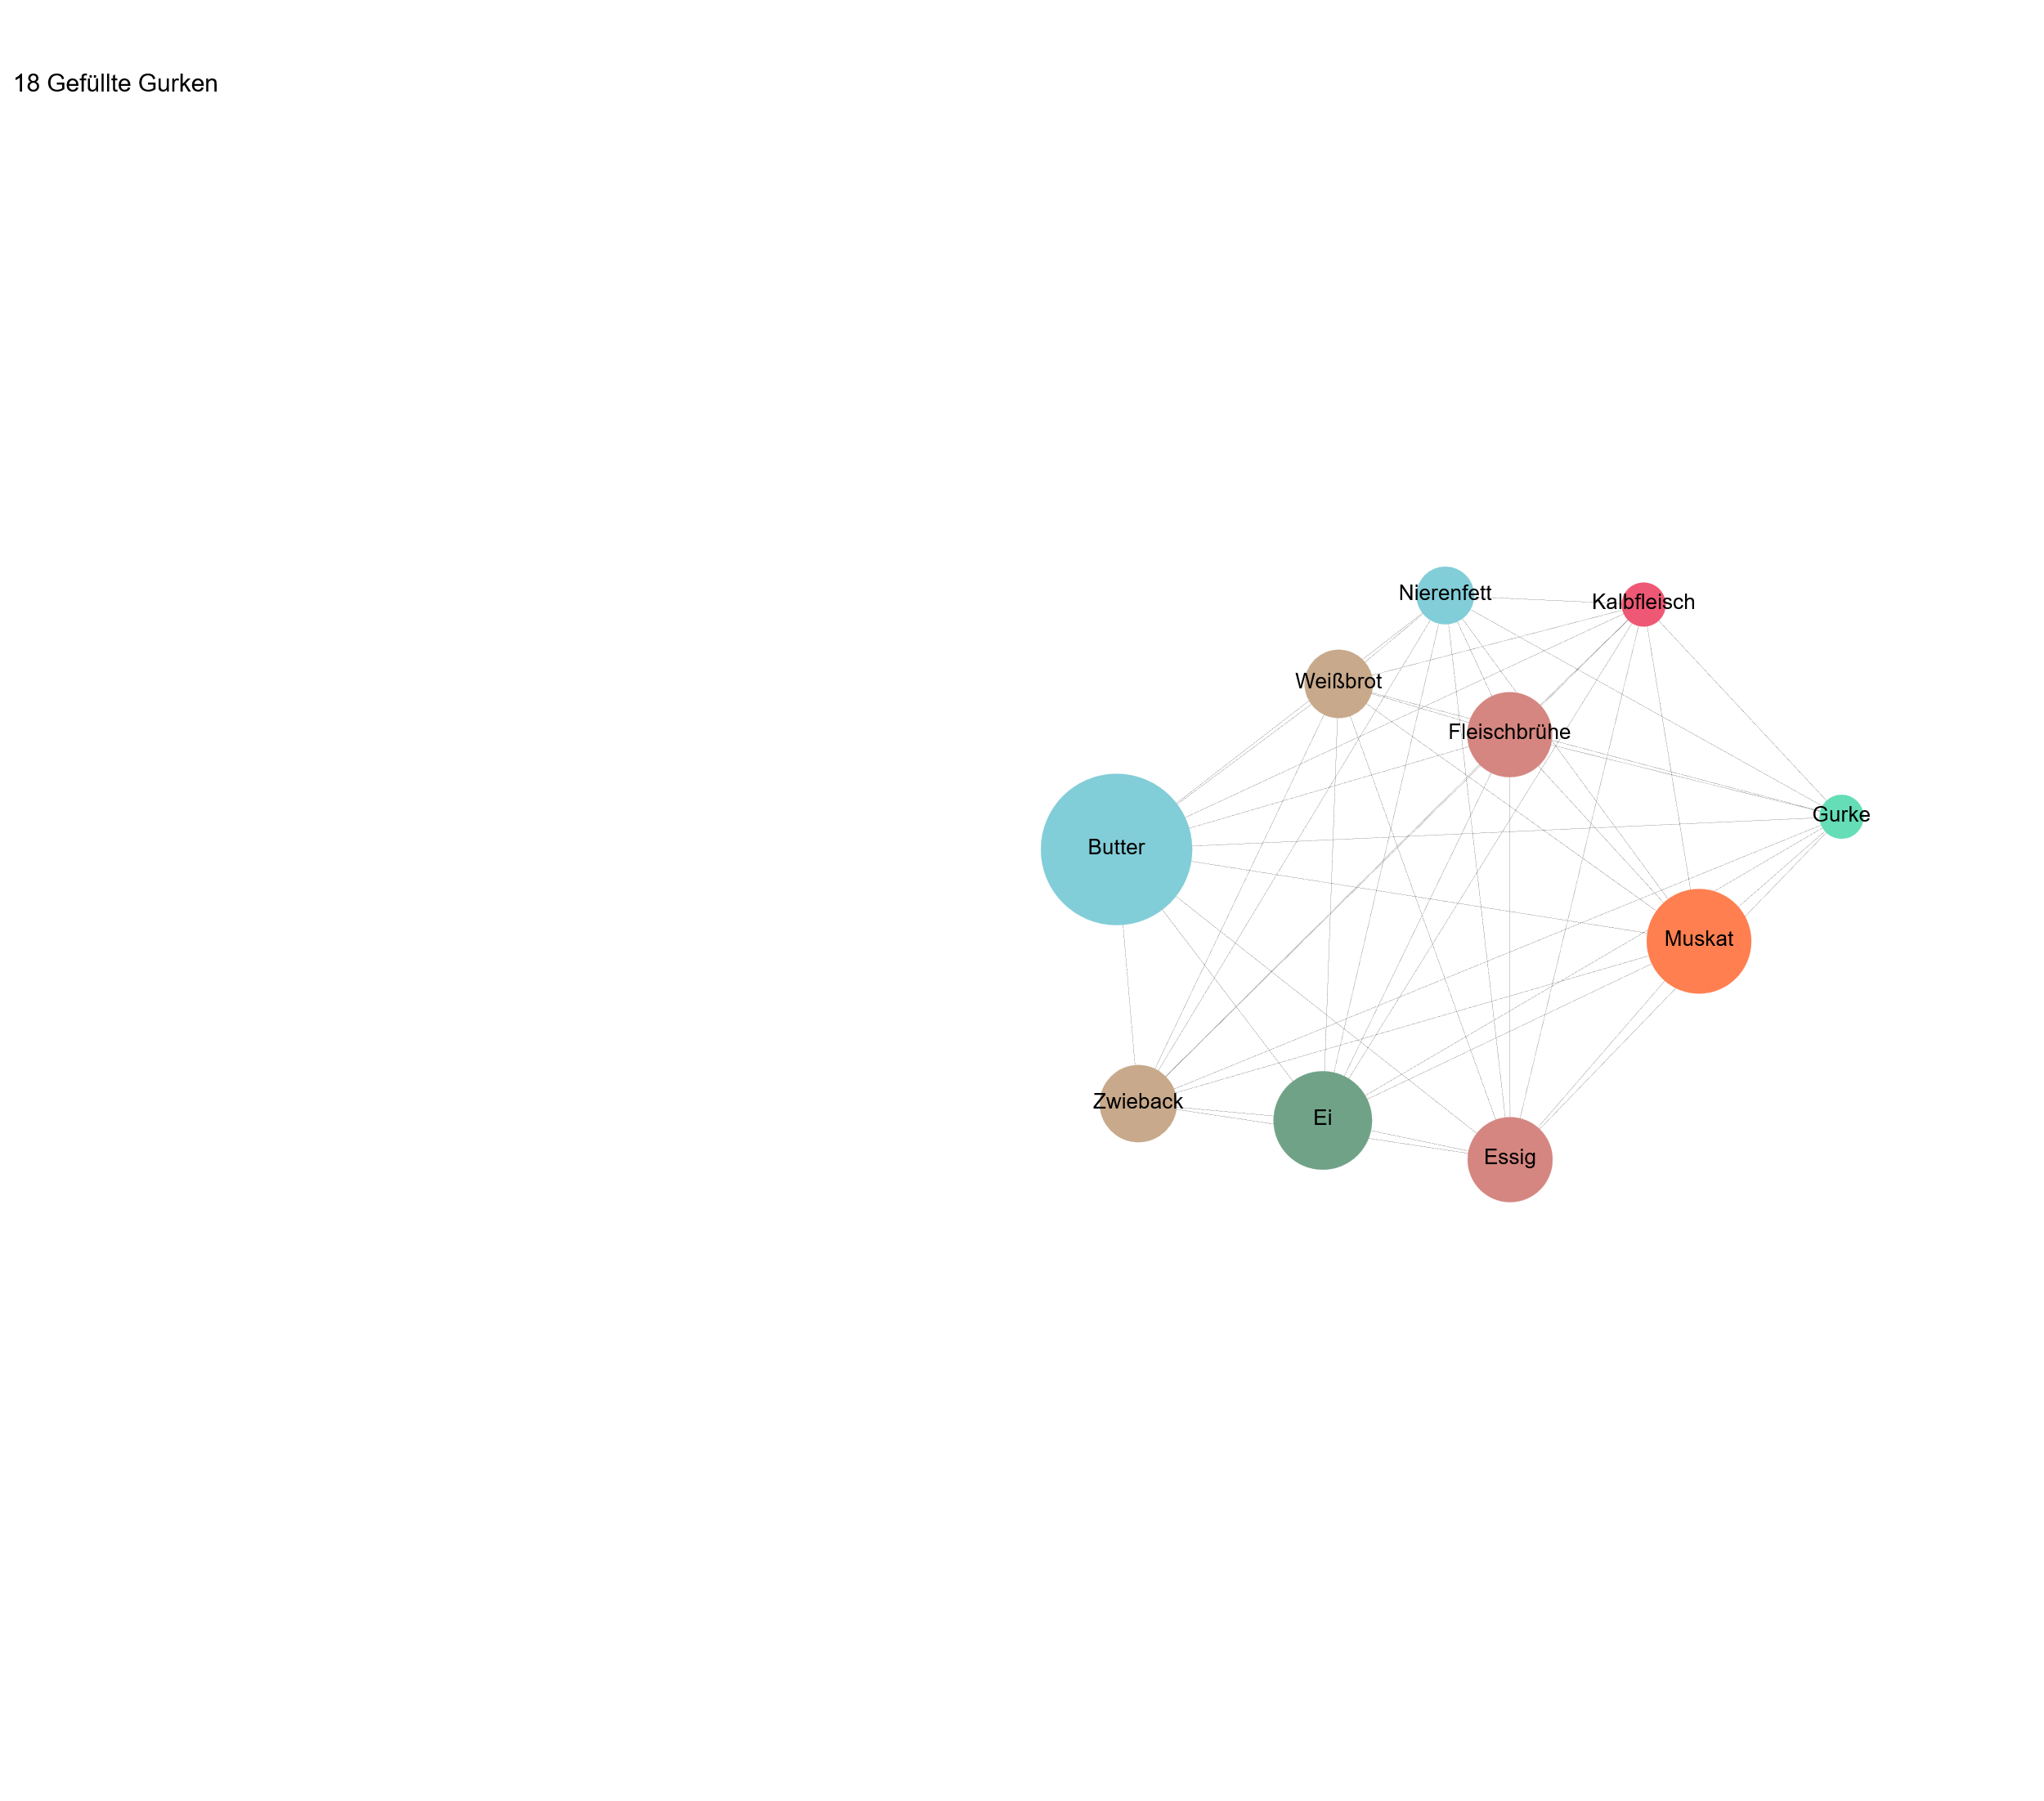 18 Gefüllte Gurken
Nierenfett
Kalbfleisch
Weißbrot
Fleischbrühe
Gurke
Butter
Muskat
Zwieback
Ei
Essig